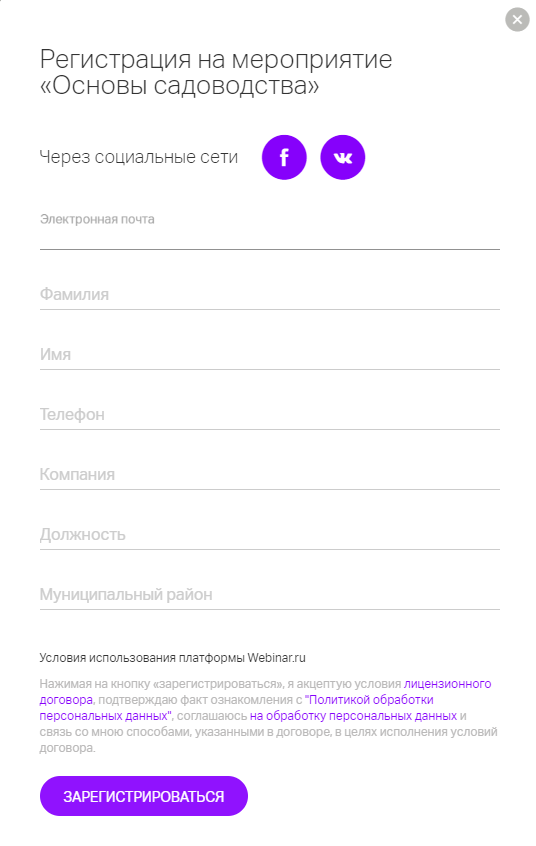 Регистрация на мероприятие
«Основы садоводства»
Через социальные сети
Электронная почта
Фамилия
Имя
Телефон
Компания
Должность
Муниципальный район
Условия использования платформы Webinar.ru
Нажимая на кнопку «зарегистрироваться», я акцептую условия лицензионного
договора, подтверждаю факт ознакомления с "Политикой обработки
персональных данных", соглашаюсь на обработку персональных данных и
связь со мною способами, указанными в договоре, в целях исполнения условий
договора.
ЗАРЕГИСТРИРОВАТЬСЯ